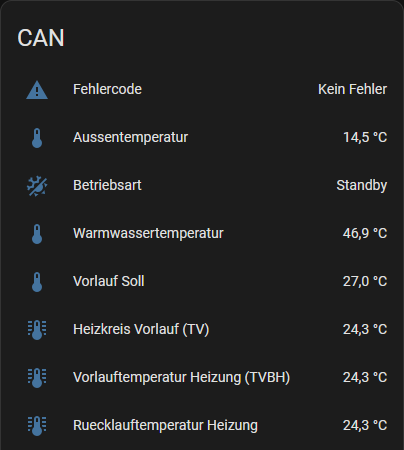 CAN
Fehlercode Kein Fehler
Aussentemperatur 14,5 °C
Betriebsart Standby
Warmwassertemperatur 46,9 °C
Vorlauf Soll 27,0 °C
Heizkreis Vorlauf (TV) 24,3 °C
Vorlauftemperatur Heizung (TVBH) 24,3 °C
Ruecklauftemperatur Heizung 24,3 °C